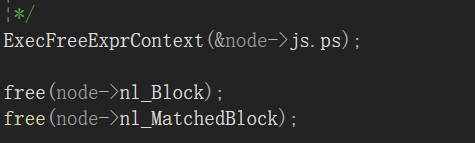 */
ExecFreeExprContext(&node->js.ps);
free(node->nl_Block);
free(node->nl_MatchedBlock);